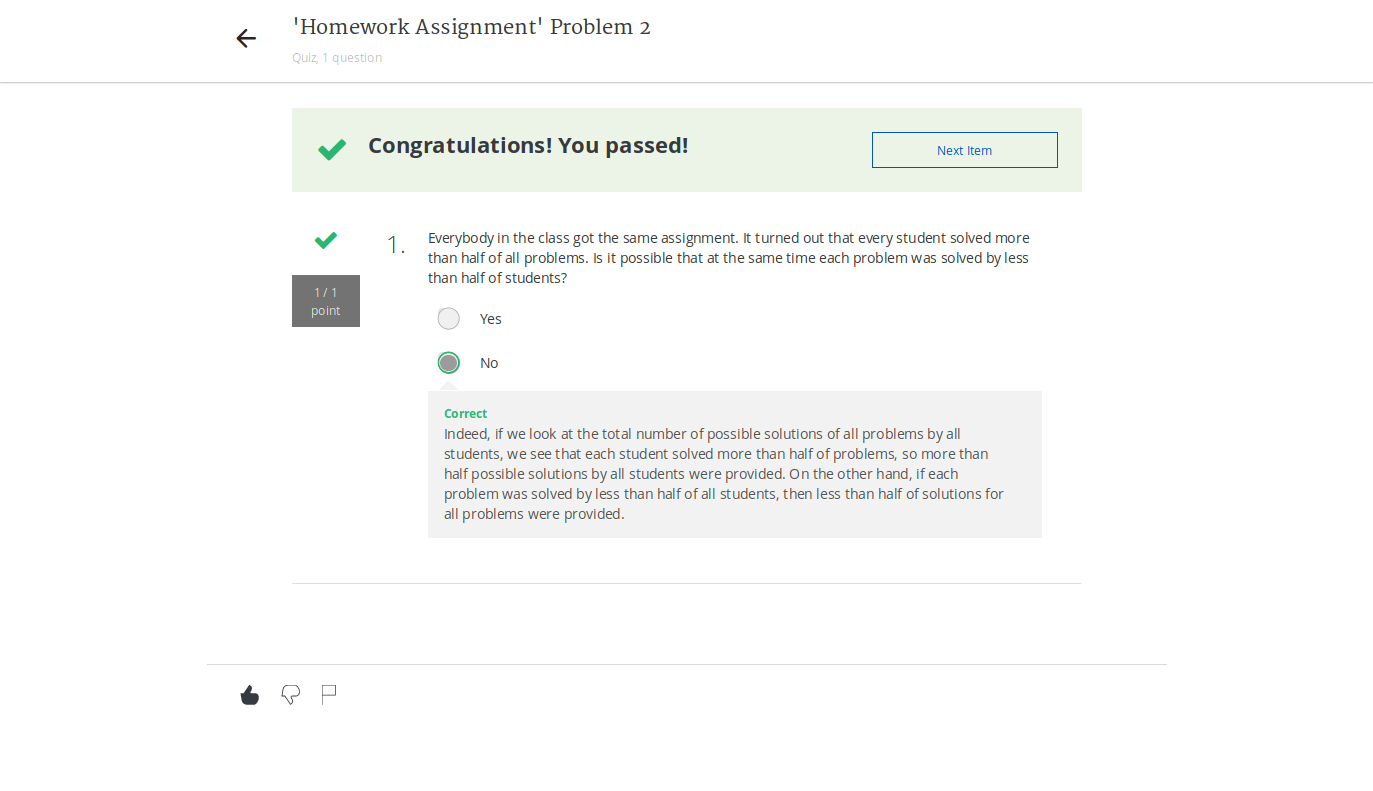 'Homework Assignment' Problem 2
Quiz, 1 question
Congratulations! You passed!
Next Item
1 / 1
point
1.
Everybody in the class got the same assignment. It turned out that every student solved more
than half of all problems. Is it possible that at the same time each problem was solved by less
than half of students?
Yes
No
Correct
Indeed, if we look at the total number of possible solutions of all problems by all
students, we see that each student solved more than half of problems, so more than
half possible solutions by all students were provided. On the other hand, if each
problem was solved by less than half of all students, then less than half of solutions for
all problems were provided.